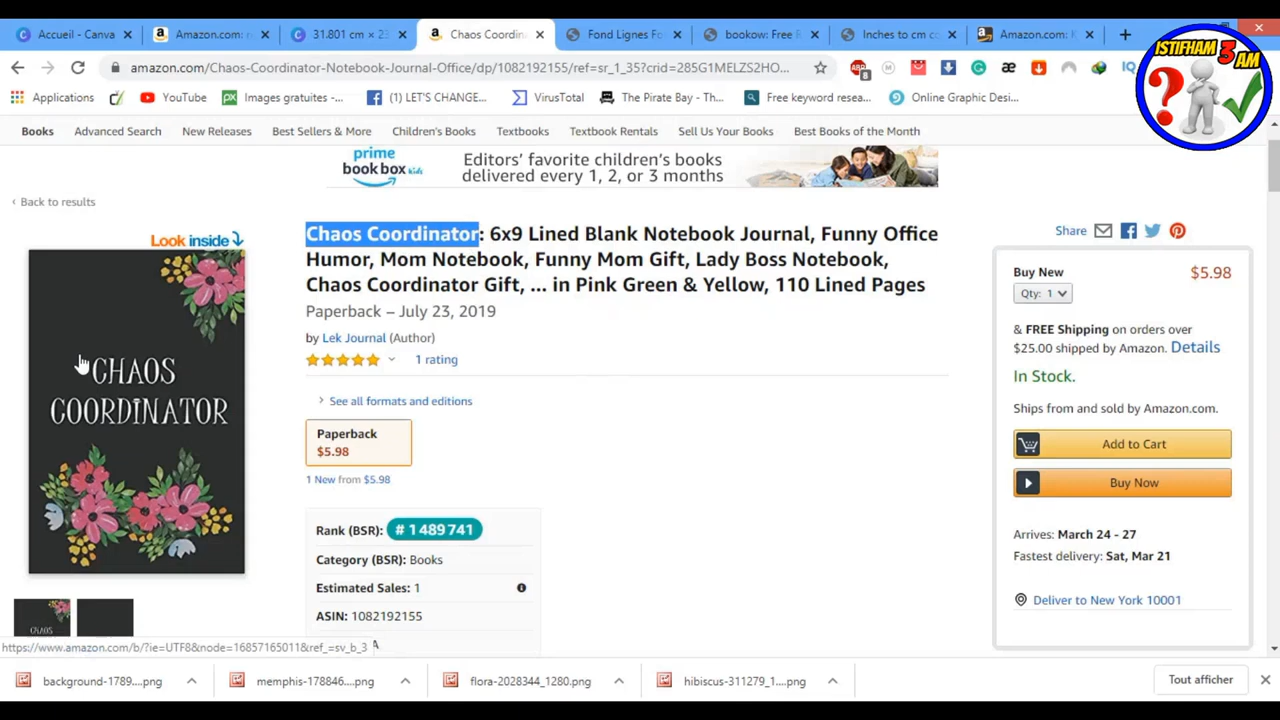 Accueil - Canva
Amazon.com: n
31.801 cm × 23
Chaos Coordin
Fond Lignes Fo
bookow: Free I
Inches to cm co
Amazon.com: K
amazon.com/Chaos-Coordinator-Notebook-Journal-Office/dp/1082192155/ref=sr_1_35?crid=285G1MELZS2HO...
ISTIFHAM 3 AM
Applications
YouTube
Images gratuites - ...
(1) LET'S CHANGE...
VirusTotal
The Pirate Bay - Th...
Free keyword resea...
Online Graphic Desi...
Books Advanced Search New Releases Best Sellers & More Children's Books Textbooks Textbook Rentals Sell Us Your Books Best Books of the Month
prime
book box kids
Editors' favorite children's books
delivered every 1, 2, or 3 months
‹ Back to results
Look inside
CHAOS
COORDINATOR
Chaos Coordinator: 6x9 Lined Blank Notebook Journal, Funny Office
Humor, Mom Notebook, Funny Mom Gift, Lady Boss Notebook,
Chaos Coordinator Gift, ... in Pink Green & Yellow, 110 Lined Pages
Paperback – July 23, 2019
by Lek Journal (Author)
1 rating
See all formats and editions
Paperback
$5.98
1 New from $5.98
Rank (BSR): # 1 489 741
Category (BSR): Books
Estimated Sales: 1
ASIN: 1082192155
Share
Buy New $5.98
Qty: 1
& FREE Shipping on orders over
$25.00 shipped by Amazon. Details
In Stock.
Ships from and sold by Amazon.com.
Add to Cart
Buy Now
Arrives: March 24 - 27
Fastest delivery: Sat, Mar 21
Deliver to New York 10001
https://www.amazon.com/b/?ie=UTF8&node=16857165011&ref_=sv_b_3
background-1789....png
memphis-178846....png
flora-2028344_1280.png
hibiscus-311279_1....png
Tout afficher